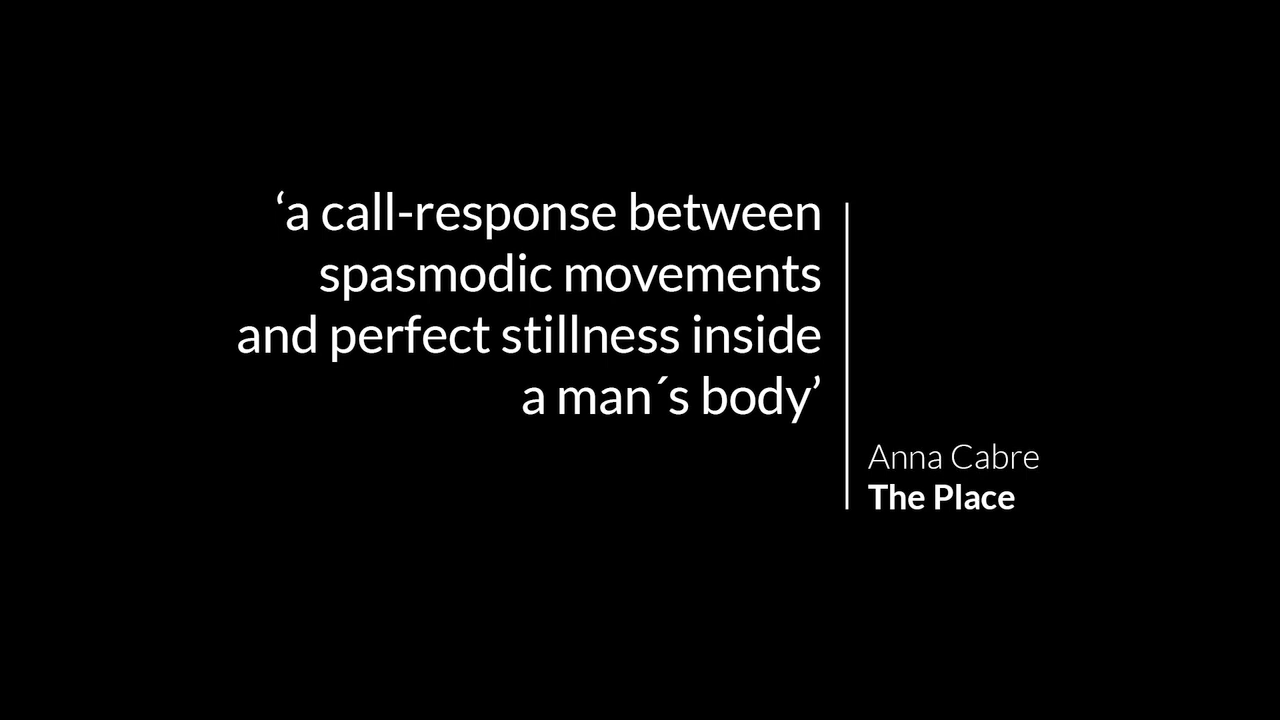 ‘a call-response between
spasmodic movements
and perfect stillness inside
a man´s body’
Anna Cabre
The Place